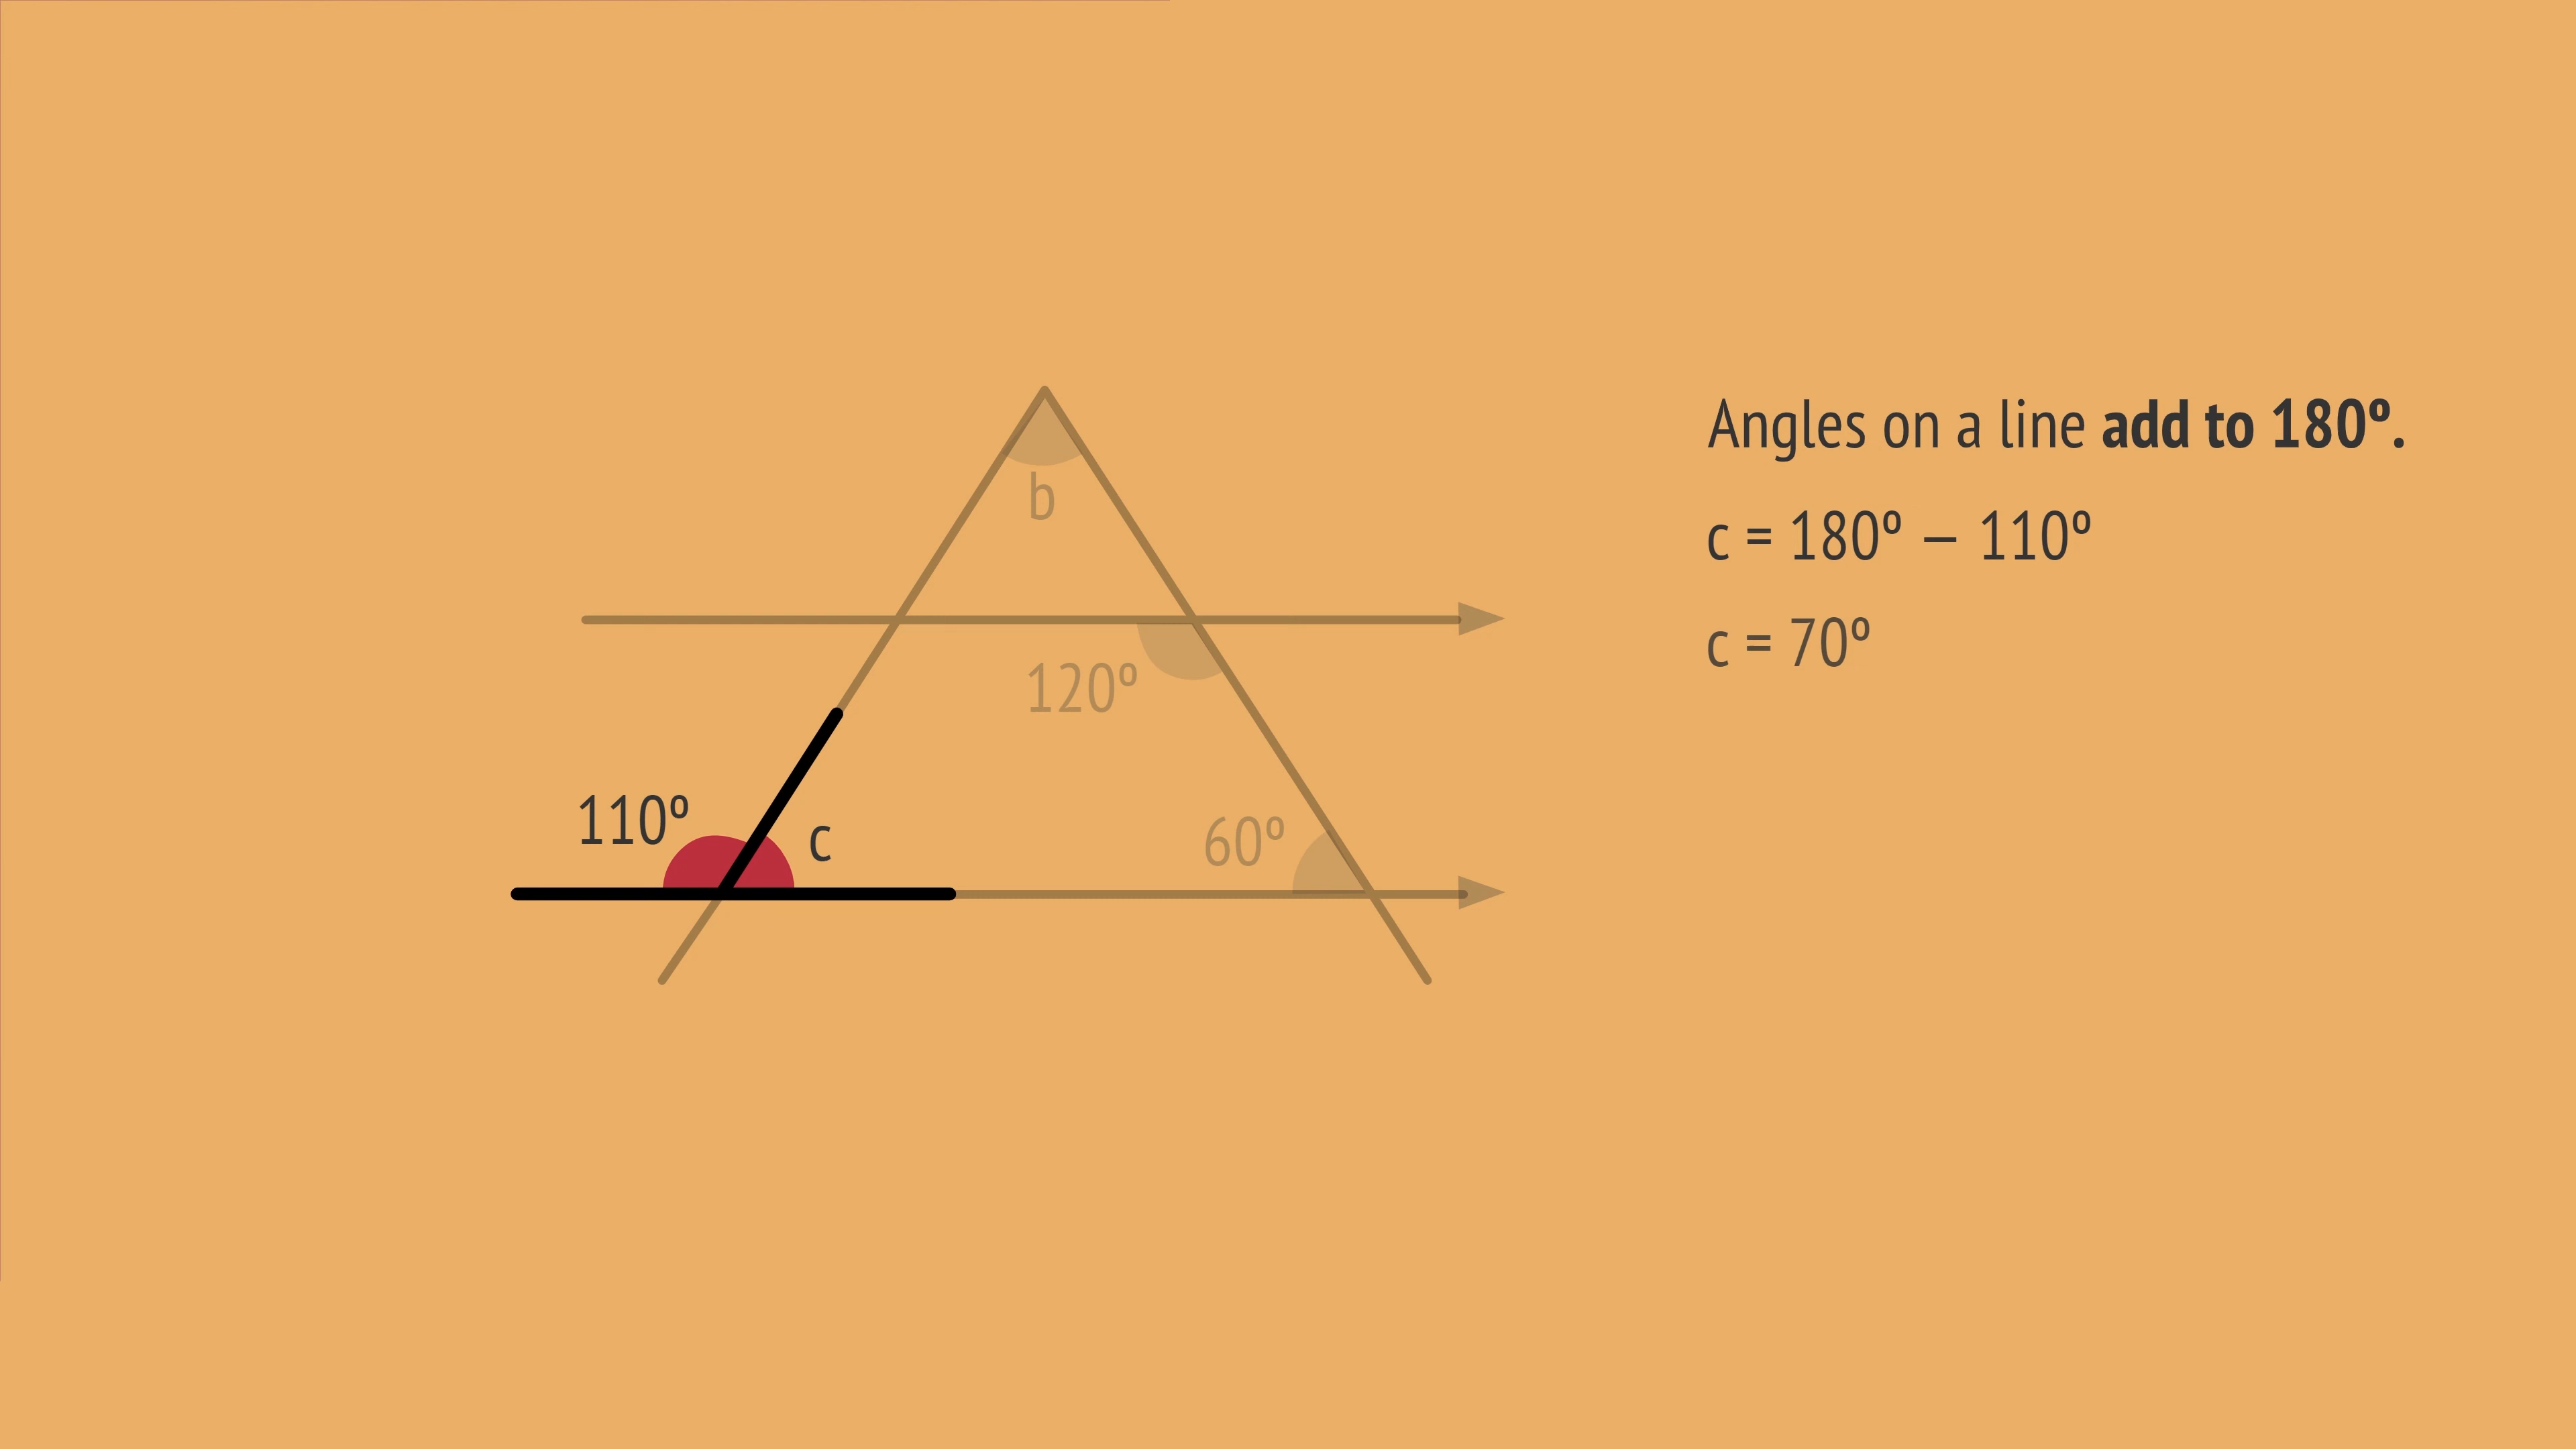 Angles on a line add to 180º.
b
c = 180º – 110º
c = 70º
120º
110º
c
60º